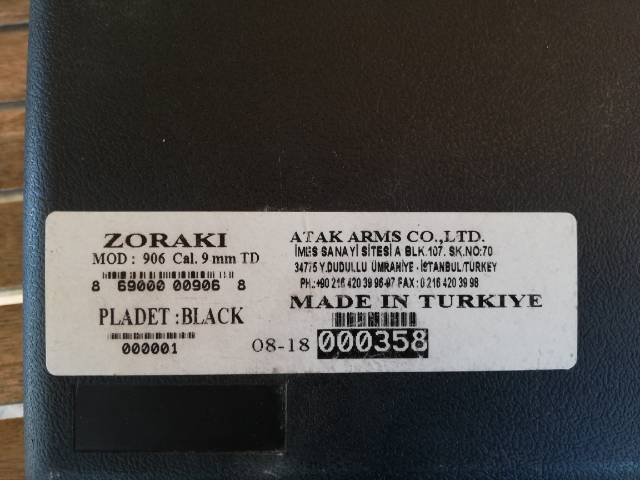 ZORAKI
MOD : 906 Cal. 9 mm TD
8 69000 00906 8
PLADET :BLACK
000001
ATAK ARMS CO.,LTD.
İMES SANAYİ SİTESİ A BLK.107. SK.NO:70
34775 Y.DUDULLU ÜMRAHİYE - İSTANBUL/TURKEY
PH.:+90 216 420 39 96-97 FAX : 0 216 420 39 98
MADE IN TURKIYE
08-18 000358